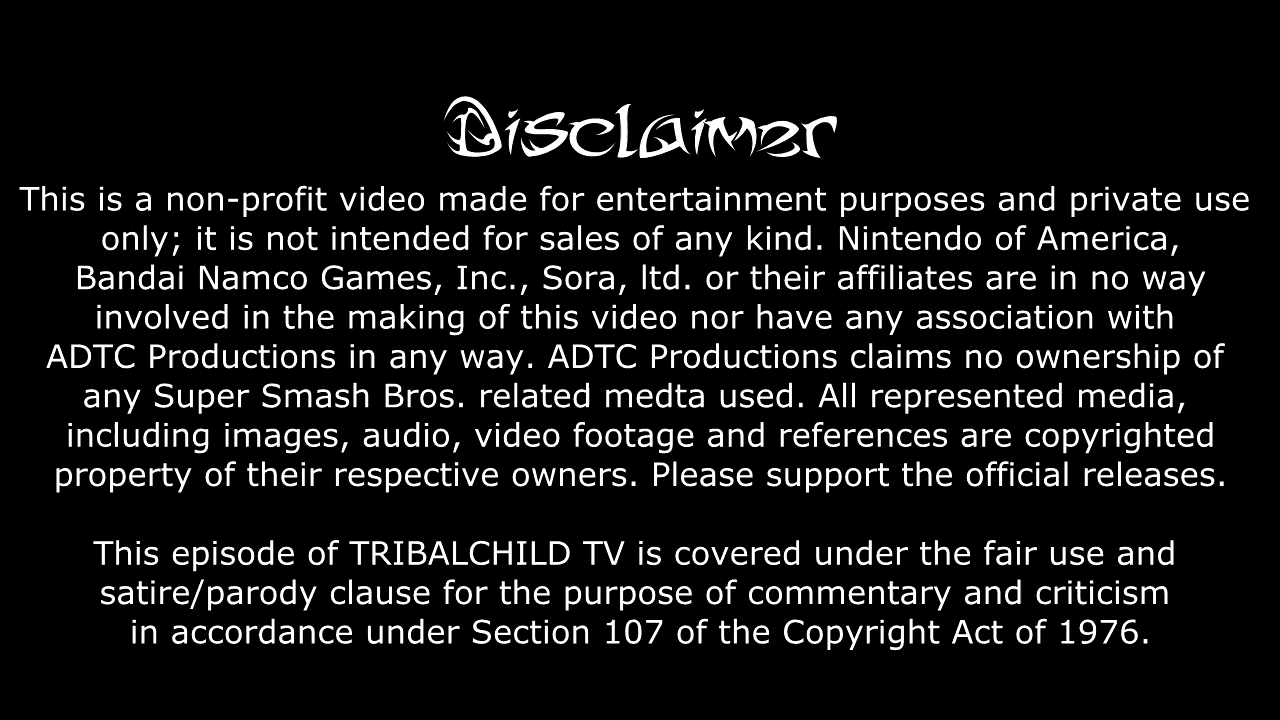 Disclaimer
This is a non-profit video made for entertainment purposes and private use
only; it is not intended for sales of any kind. Nintendo of America,
Bandai Namco Games, Inc., Sora, ltd. or their affiliates are in no way
involved in the making of this video nor have any association with
ADTC Productions in any way. ADTC Productions claims no ownership of
any Super Smash Bros. related medta used. All represented media,
including images, audio, video footage and references are copyrighted
property of their respective owners. Please support the official releases.
This episode of TRIBALCHILD TV is covered under the fair use and
satire/parody clause for the purpose of commentary and criticism
in accordance under Section 107 of the Copyright Act of 1976.